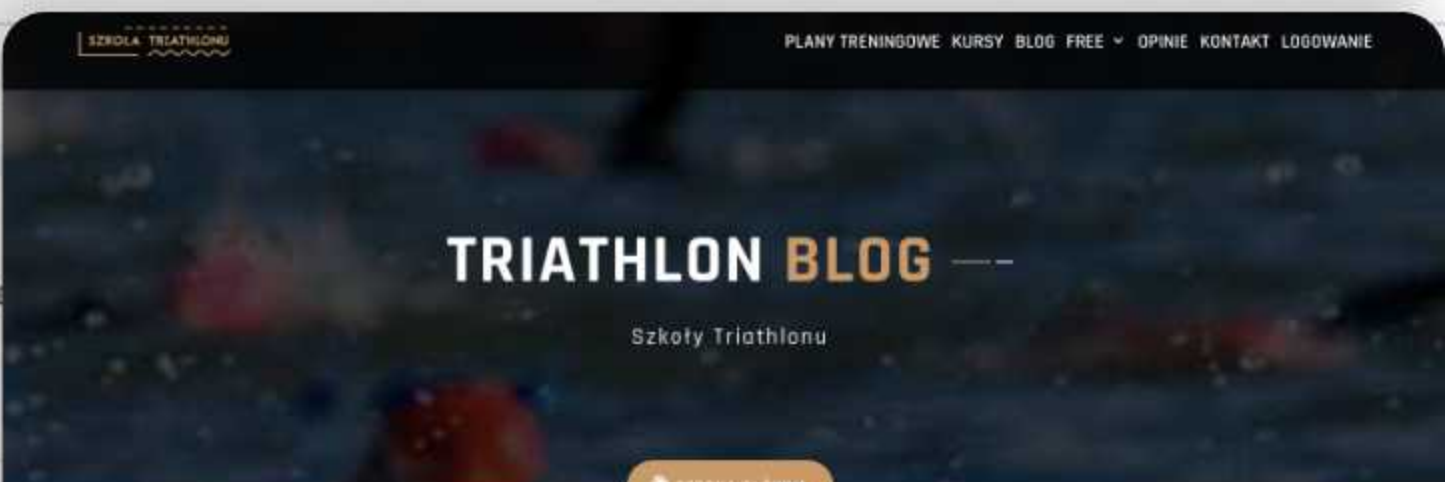 SZKOŁA TRIATHLONU
PLANY TRENINGOWE KURSY BLOG FREE OPINIE KONTAKT LOGOWANIE
TRIATHLON BLOG
Szkoły Triathlonu